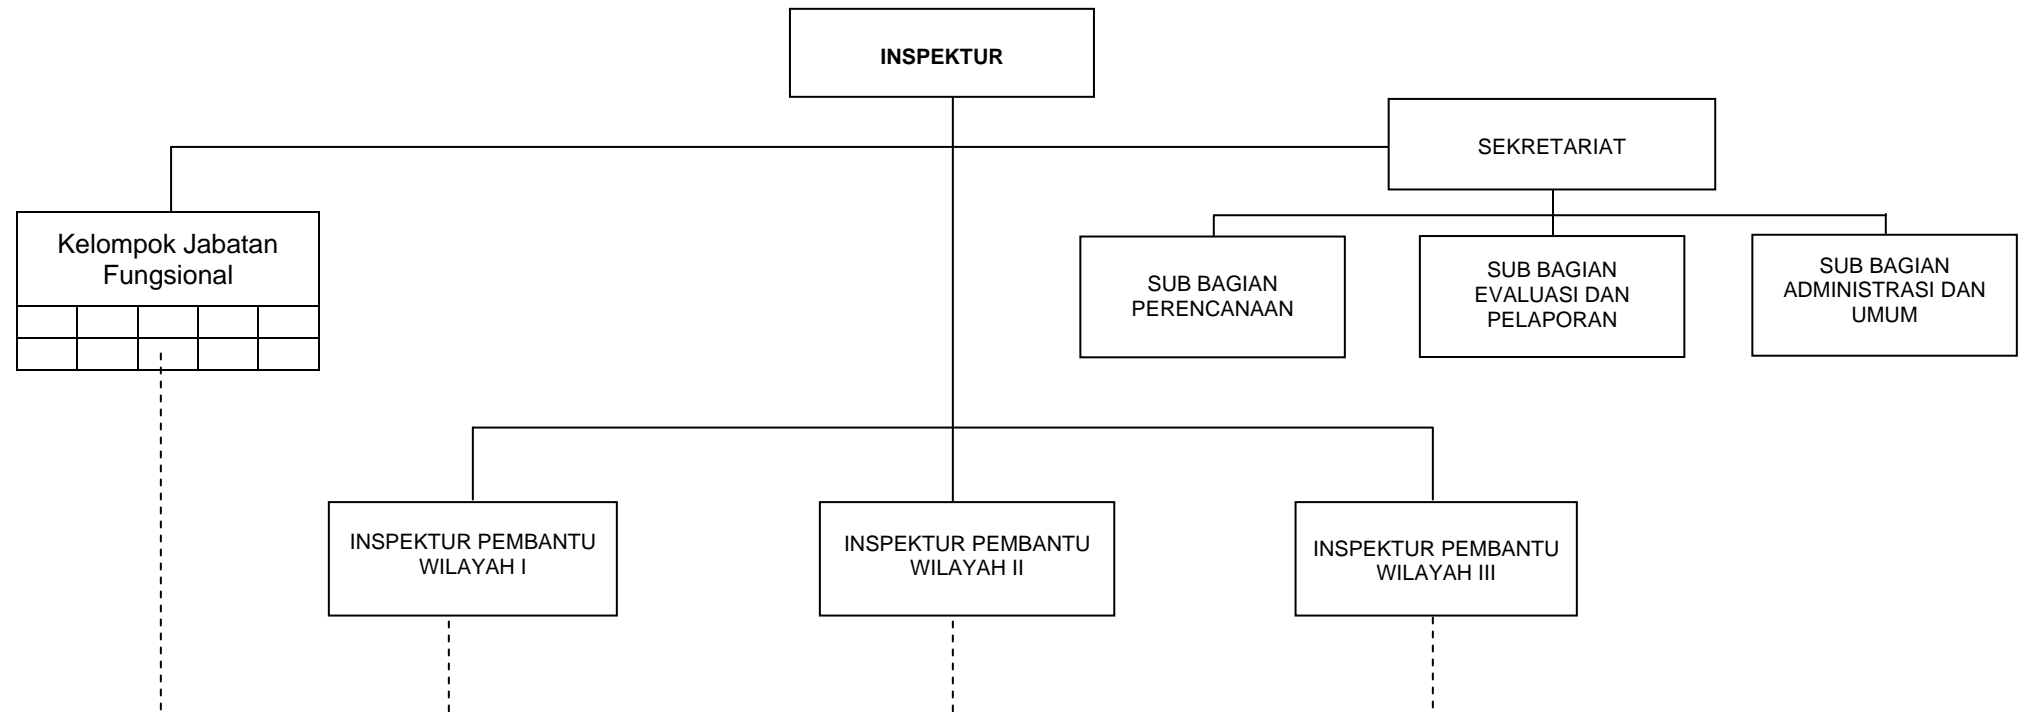 INSPEKTUR
SEKRETARIAT
Kelompok Jabatan
Fungsional
SUB BAGIAN
PERENCANAAN
SUB BAGIAN
EVALUASI DAN
PELAPORAN
SUB BAGIAN
ADMINISTRASI DAN
UMUM
INSPEKTUR PEMBANTU
WILAYAH I
INSPEKTUR PEMBANTU
WILAYAH II
INSPEKTUR PEMBANTU
WILAYAH III